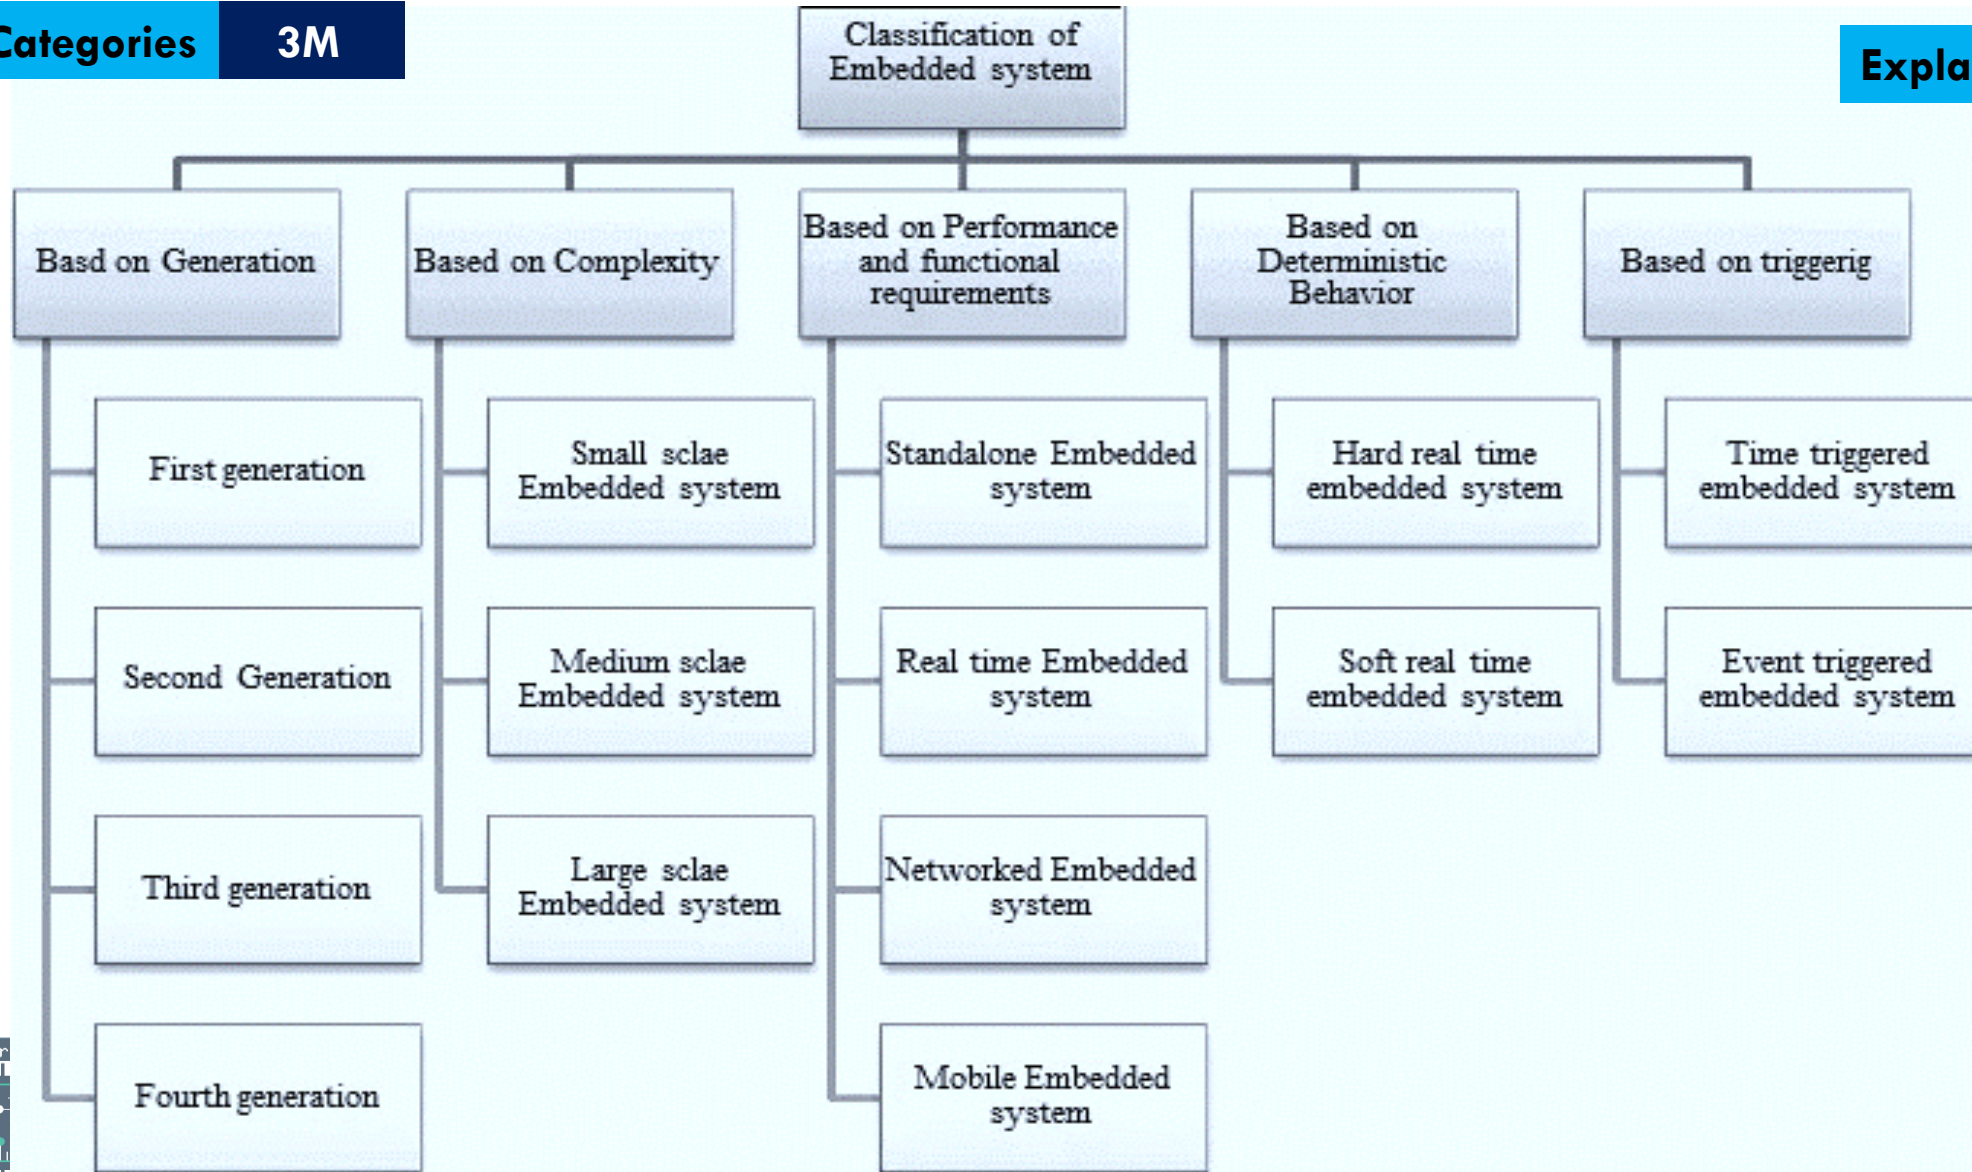 Categories
3M
Classification of
Embedded system
Expla
Basd on Generation
Based on Complexity
Based on Performance
and functional
requirements
Based on
Deterministic
Behavior
Based on triggerig
First generation
Second Generation
Third generation
Fourth generation
Small sclae
Embedded system
Medium sclae
Embedded system
Large sclae
Embedded system
Standalone Embedded
system
Real time Embedded
system
Networked Embedded
system
Mobile Embedded
system
Hard real time
embedded system
Soft real time
embedded system
Time triggered
embedded system
Event triggered
embedded system